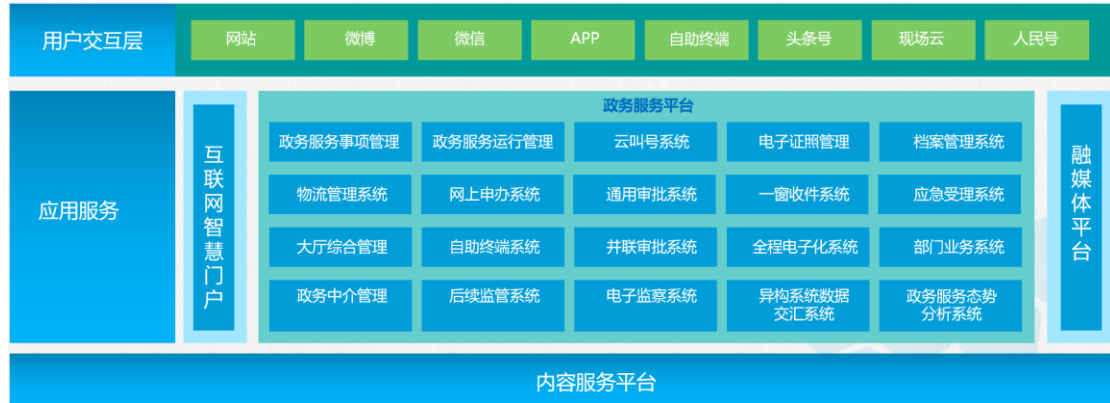 用户交互层
网站
微博
微信
APP
自助终端
头条号
现场云
人民号
应用服务
互联网智慧门户
政务服务平台
政务服务事项管理
政务服务运行管理
云叫号系统
电子证照管理
档案管理系统
物流管理系统
网上申办系统
通用审批系统
一窗收件系统
应急受理系统
大厅综合管理
自助终端系统
并联审批系统
全程电子化系统
部门业务系统
政务中介管理
后续监管系统
电子监察系统
异构系统数据
交汇系统
政务服务态势
分析系统
融媒体平台
内容服务平台